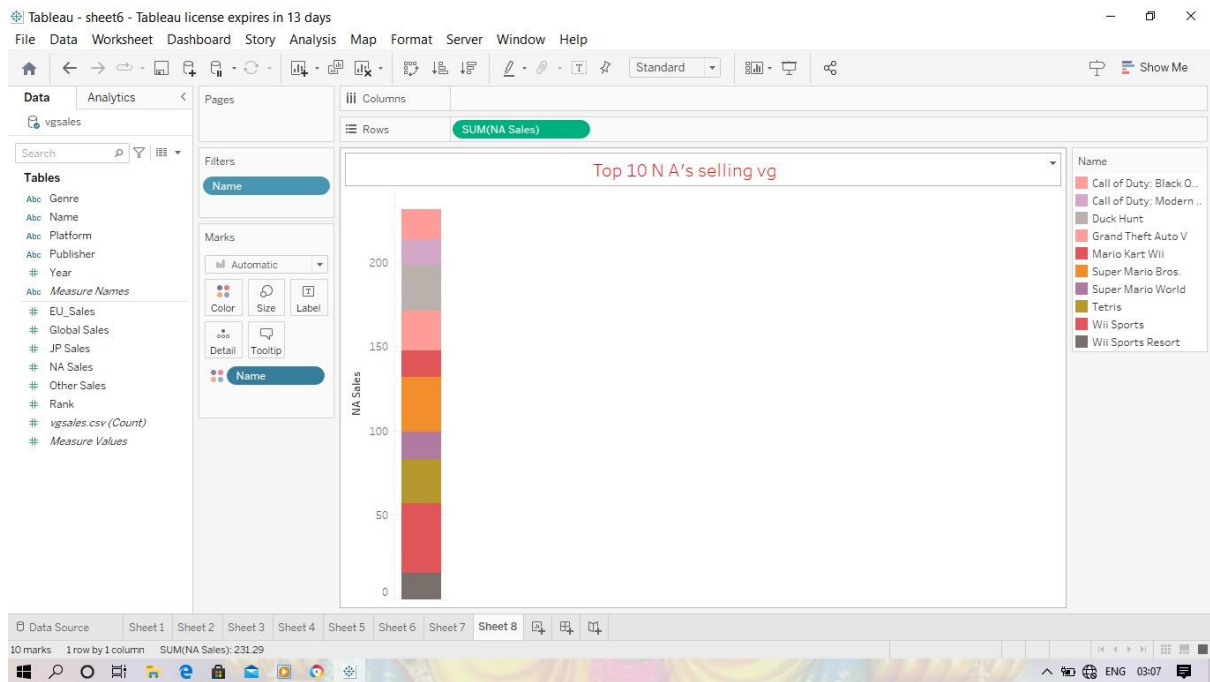 Tableau - sheet6 - Tableau license expires in 13 days
File Data Worksheet Dashboard Story Analysis Map Format Server Window Help
Standard
Show Me
Data Analytics
vgsales
Search
Tables
Abc Genre
Abc Name
Abc Platform
Abc Publisher
# Year
Abc Measure Names
# EU_Sales
# Global Sales
# JP Sales
# NA Sales
# Other Sales
# Rank
# vgsales.csv (Count)
# Measure Values
Pages
Filters
Name
Marks
Automatic
Color Size Label
Detail Tooltip
Name
iii Columns
Rows SUM(NA Sales)
Top 10 N A's selling vg
NA Sales
200
150
100
50
0
Name
Call of Duty: Black O..
Call of Duty: Modern ..
Duck Hunt
Grand Theft Auto V
Mario Kart Wii
Super Mario Bros.
Super Mario World
Tetris
Wii Sports
Wii Sports Resort
Data Source Sheet 1 Sheet 2 Sheet 3 Sheet 4 Sheet 5 Sheet 6 Sheet 7 Sheet 8
10 marks 1 row by 1 column SUM(NA Sales): 231.29
ENG 03:07